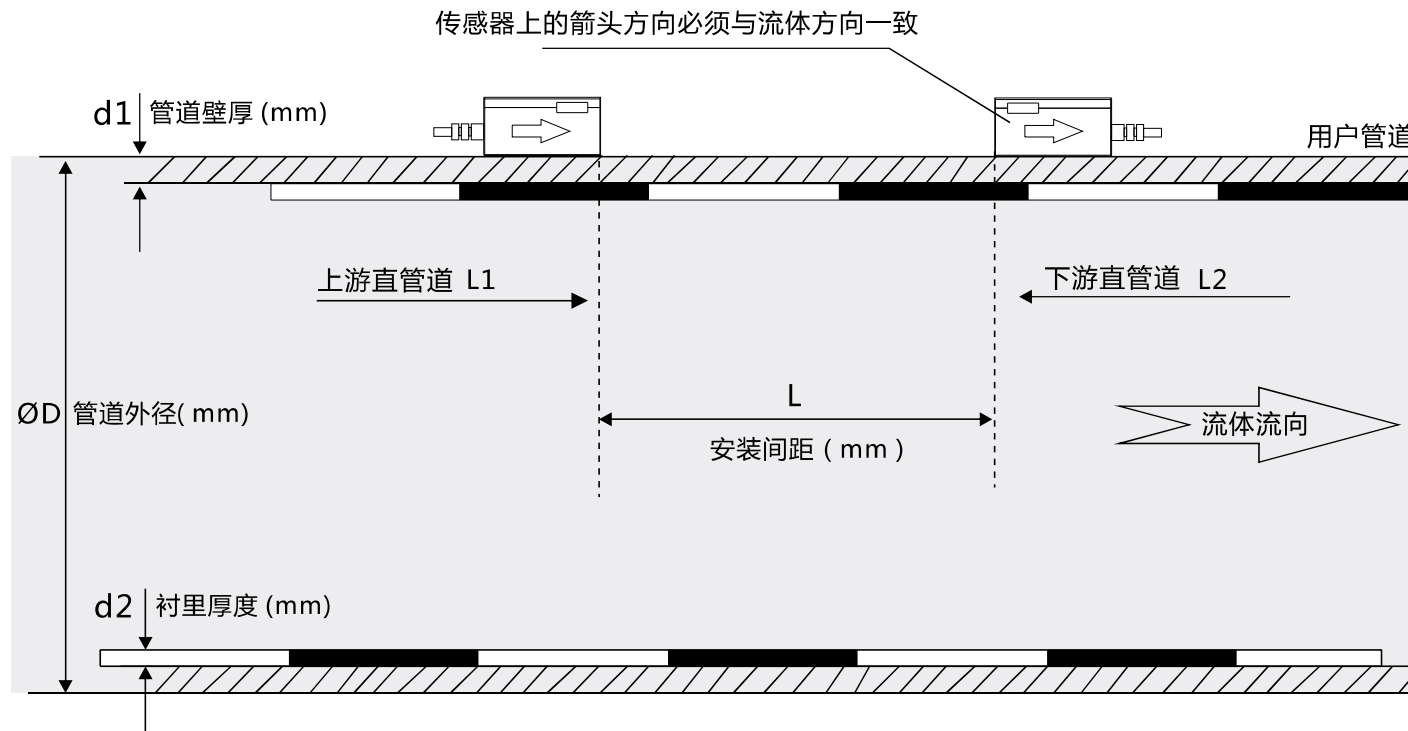 传感器上的箭头方向必须与流体方向一致
d1 管道壁厚 (mm)
用户管道
上游直管道 L1
下游直管道 L2
L
ØD 管道外径( mm)
安装间距 ( mm )
流体流向
d2 衬里厚度 (mm)